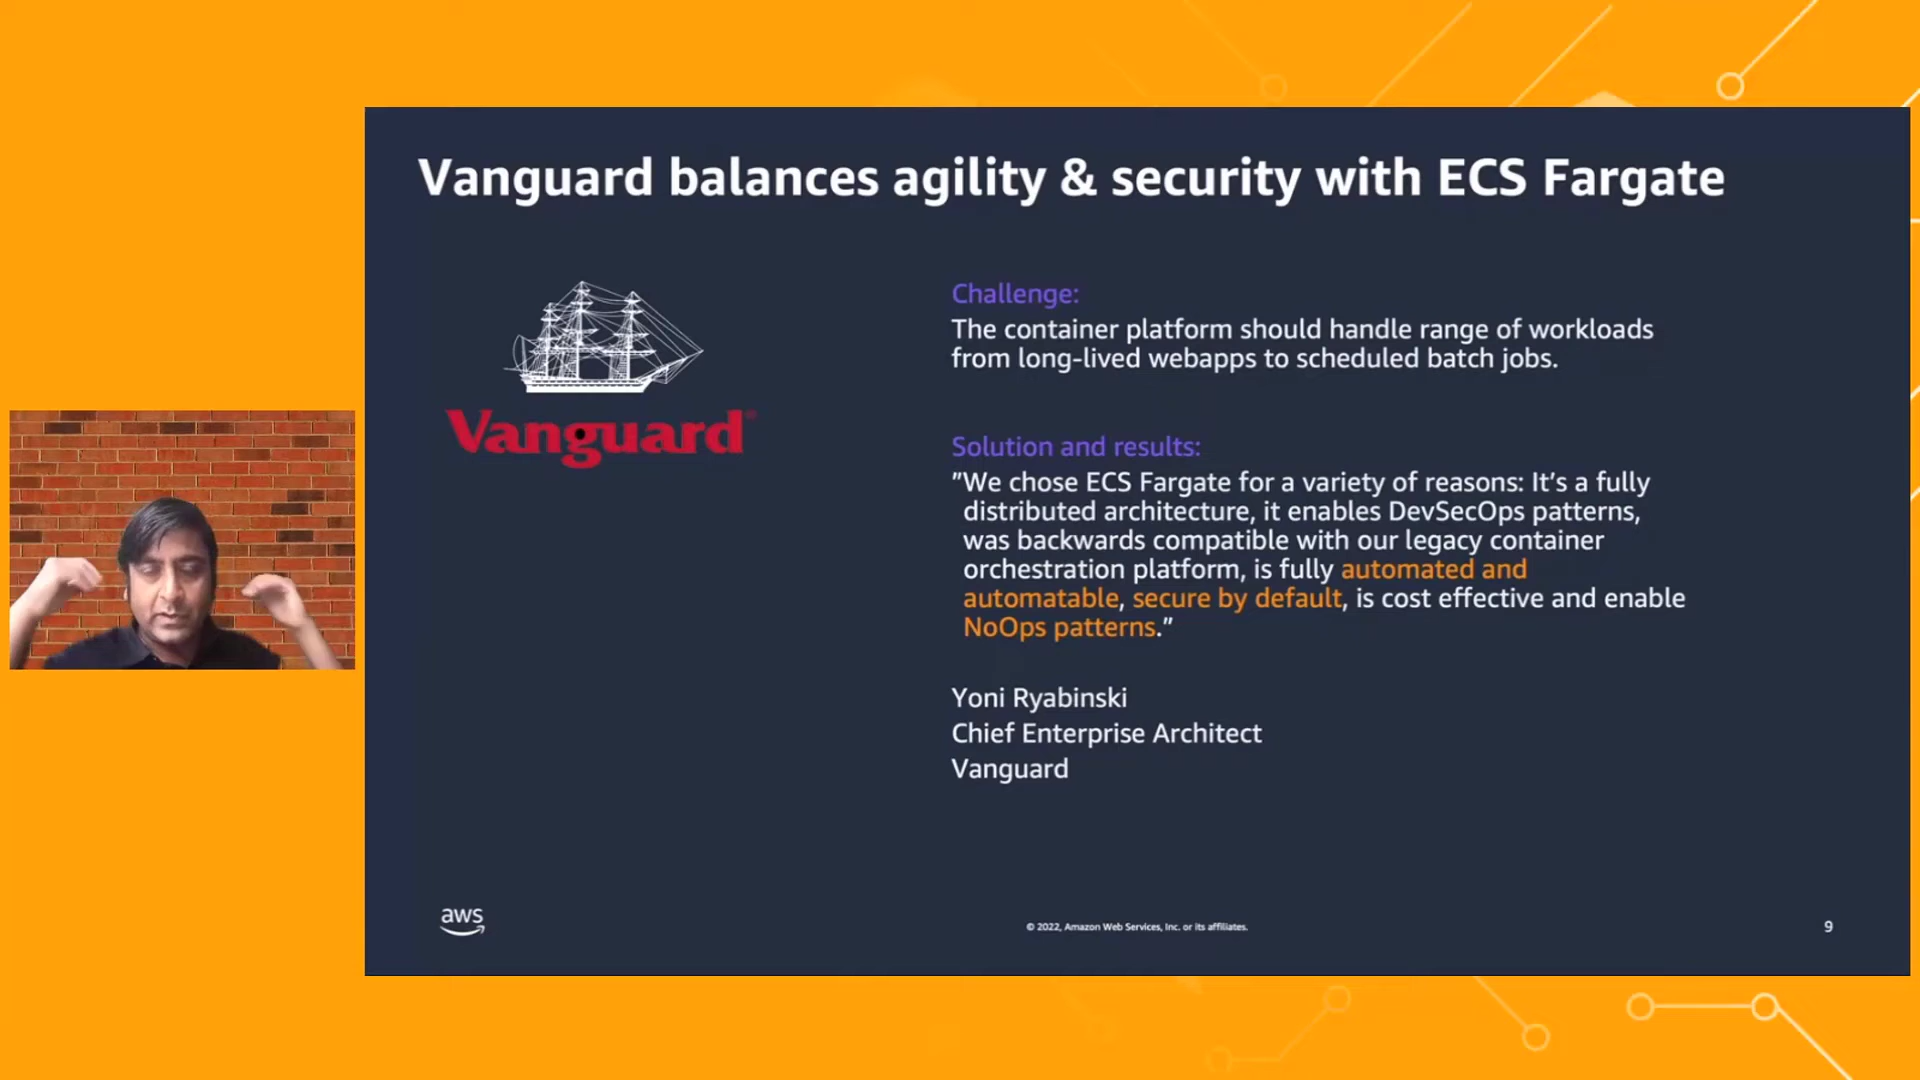 Vanguard balances agility & security with ECS Fargate
Vanguard®
Challenge:
The container platform should handle range of workloads
from long-lived webapps to scheduled batch jobs.
Solution and results:
"We chose ECS Fargate for a variety of reasons: It’s a fully
distributed architecture, it enables DevSecOps patterns,
was backwards compatible with our legacy container
orchestration platform, is fully automated and
automatable, secure by default, is cost effective and enable
NoOps patterns.”
Yoni Ryabinski
Chief Enterprise Architect
Vanguard
aws
© 2022, Amazon Web Services, Inc. or its affiliates.
9